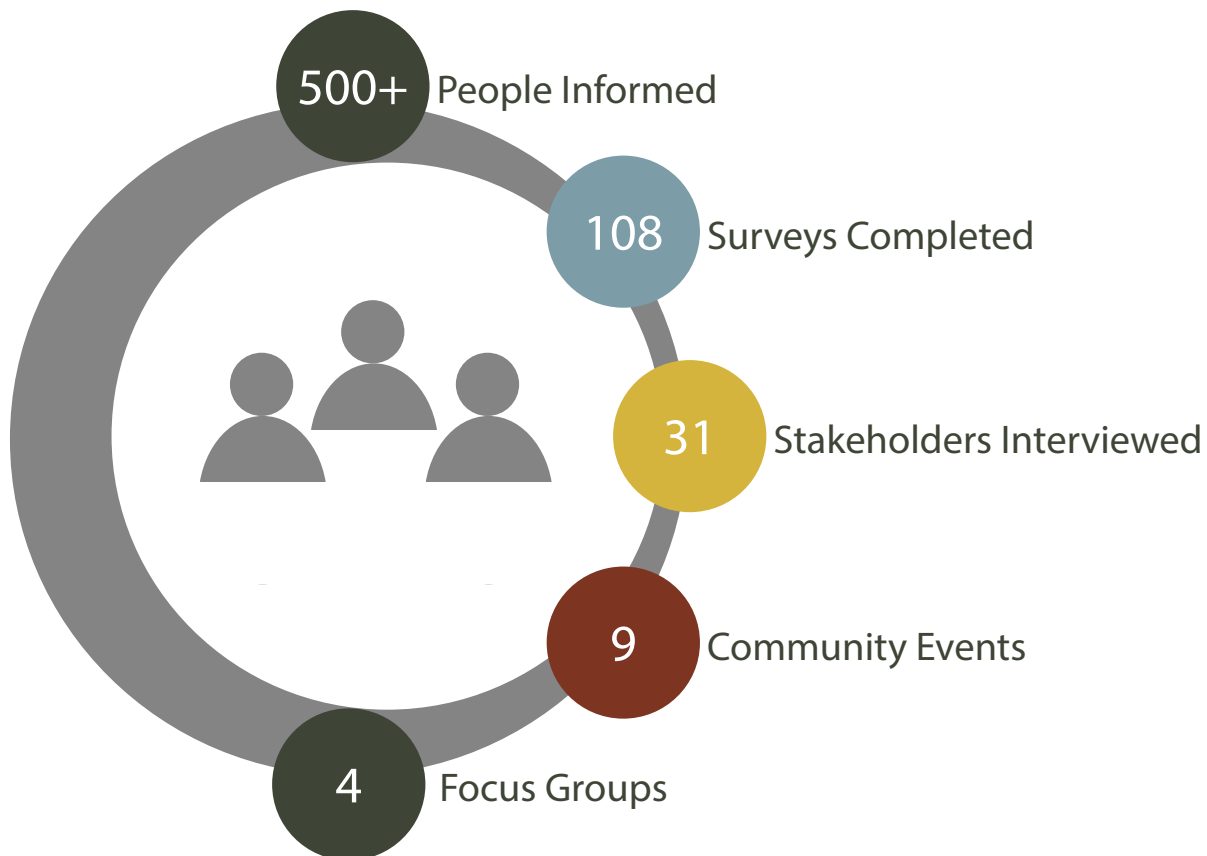 500+ People Informed
108 Surveys Completed
31 Stakeholders Interviewed
9 Community Events
4 Focus Groups